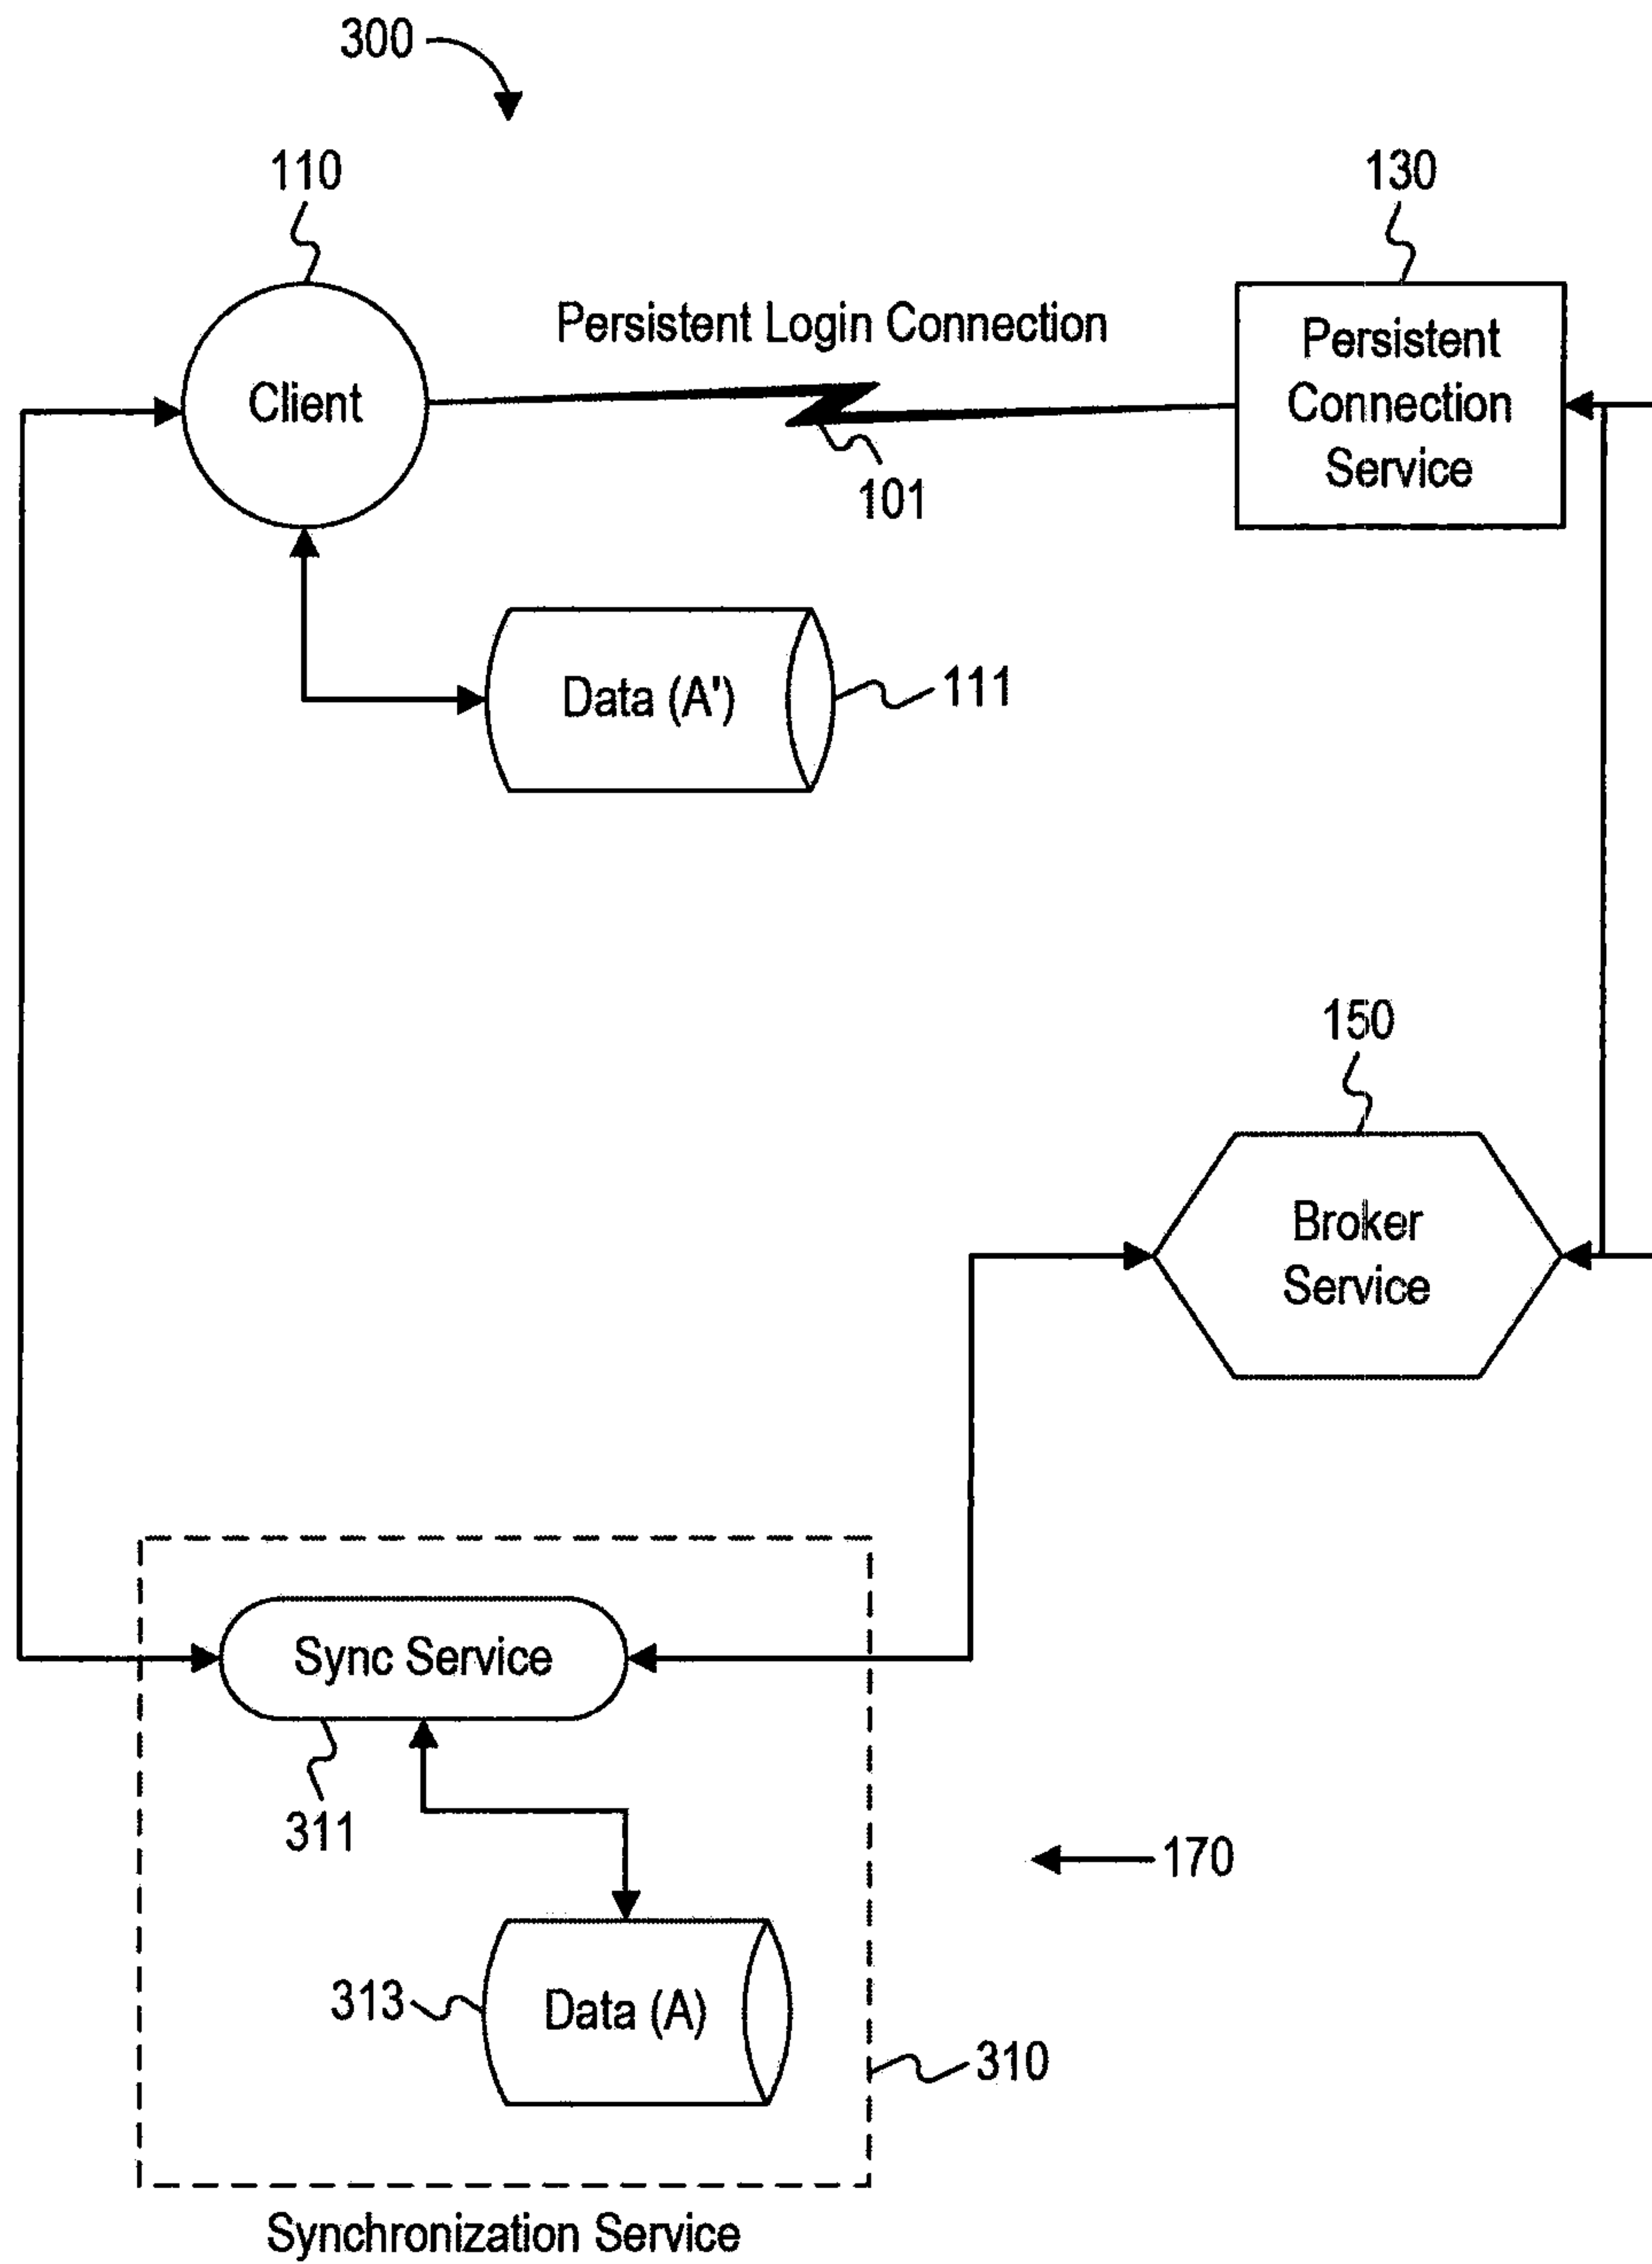 300
110
130
Persistent Login Connection
Client
Persistent
Connection
Service
101
Data (A')
111
150
Broker
Service
Sync Service
311
170
313
Data (A)
310
Synchronization Service